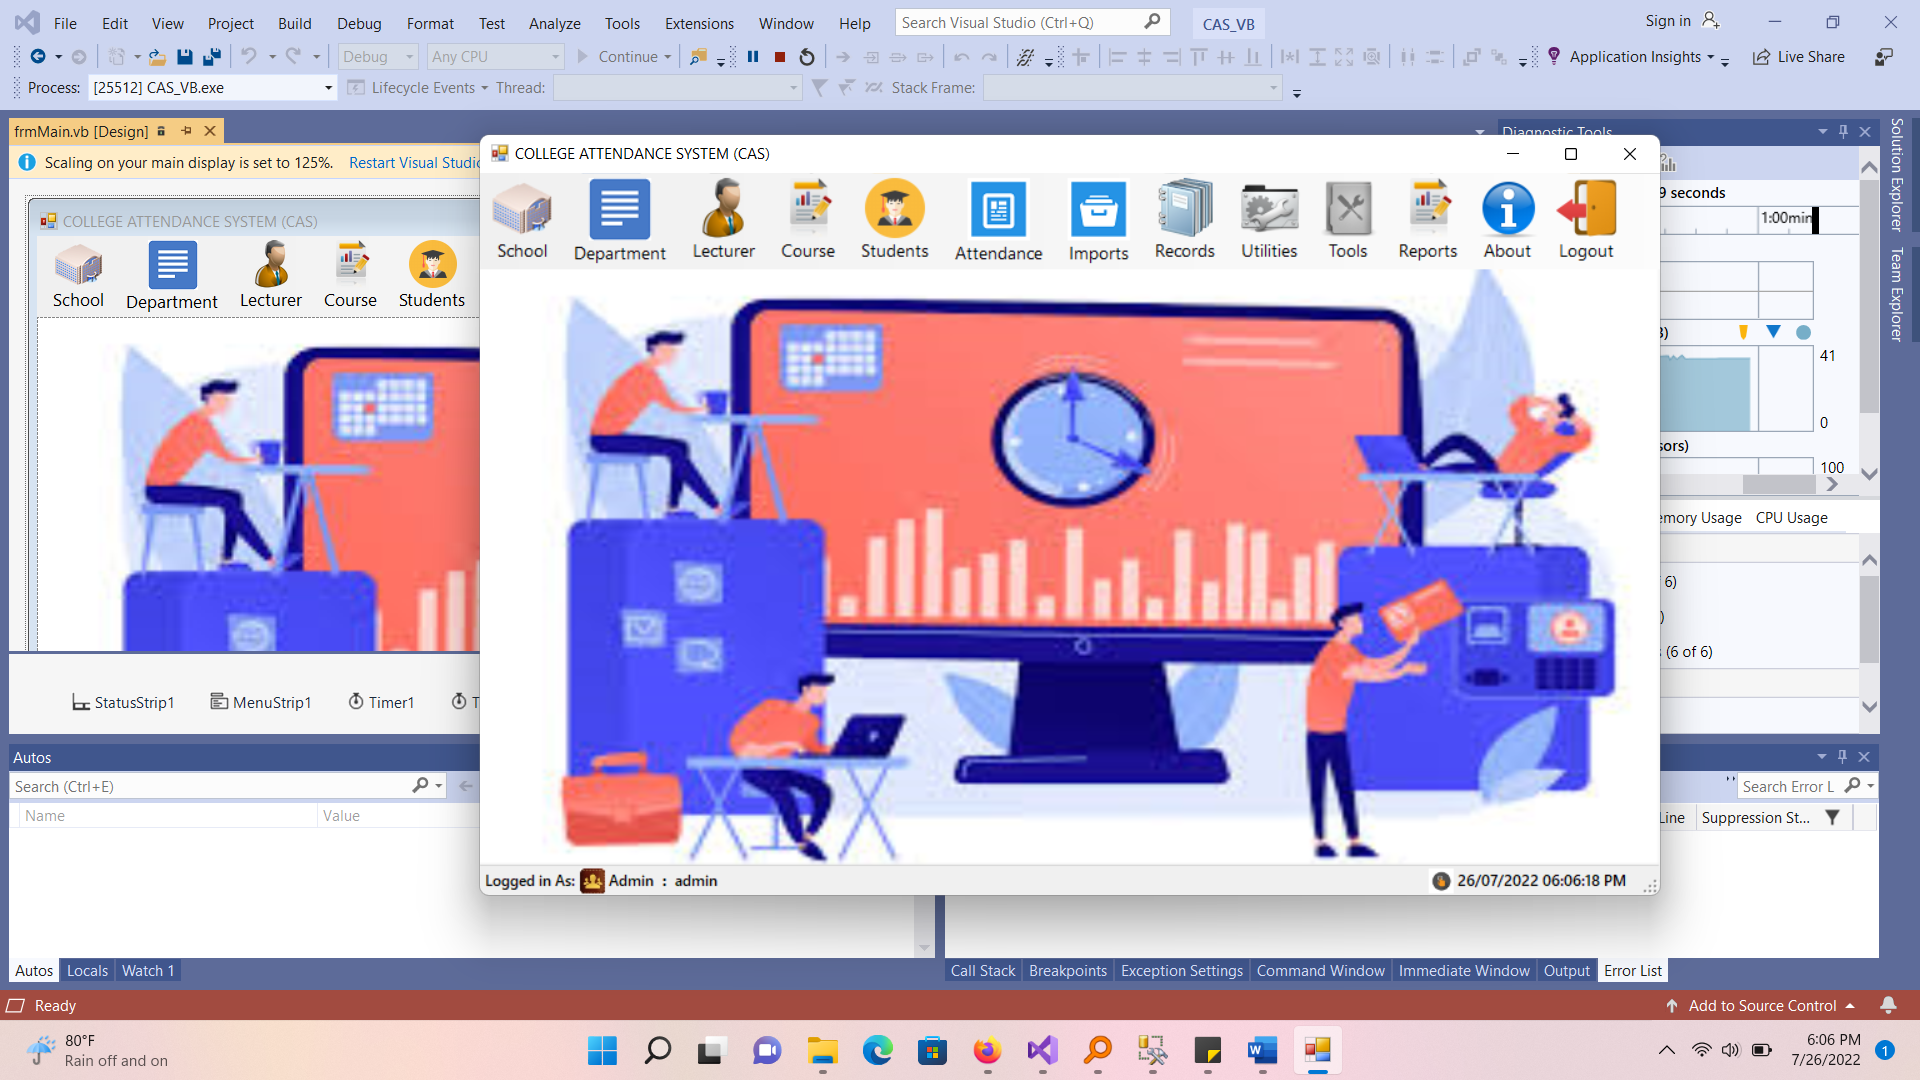 File Edit View Project Build Debug Format Test Analyze Tools Extensions Window Help Search Visual Studio (Ctrl+Q) CAS_VB Sign in
Debug Any CPU Continue Application Insights Live Share
Process: [25512] CAS_VB.exe Lifecycle Events Thread: Stack Frame:
frmMain.vb [Design]
Scaling on your main display is set to 125%. Restart Visual Studio
COLLEGE ATTENDANCE SYSTEM (CAS)
School Department Lecturer Course Students
StatusStrip1 MenuStrip1 Timer1 T
COLLEGE ATTENDANCE SYSTEM (CAS)
School Department Lecturer Course Students Attendance Imports Records Utilities Tools Reports About Logout
Logged in As: Admin : admin 26/07/2022 06:06:18 PM
Diagnostic Tools
9 seconds
1:00min
41
0
sors)
100
emory Usage CPU Usage
6)
(6 of 6)
Solution Explorer
Team Explorer
Autos
Search (Ctrl+E)
Name Value
Autos Locals Watch 1
Search Error L
Line Suppression St...
Call Stack Breakpoints Exception Settings Command Window Immediate Window Output Error List
Ready Add to Source Control
80°F
Rain off and on
6:06 PM
7/26/2022
1